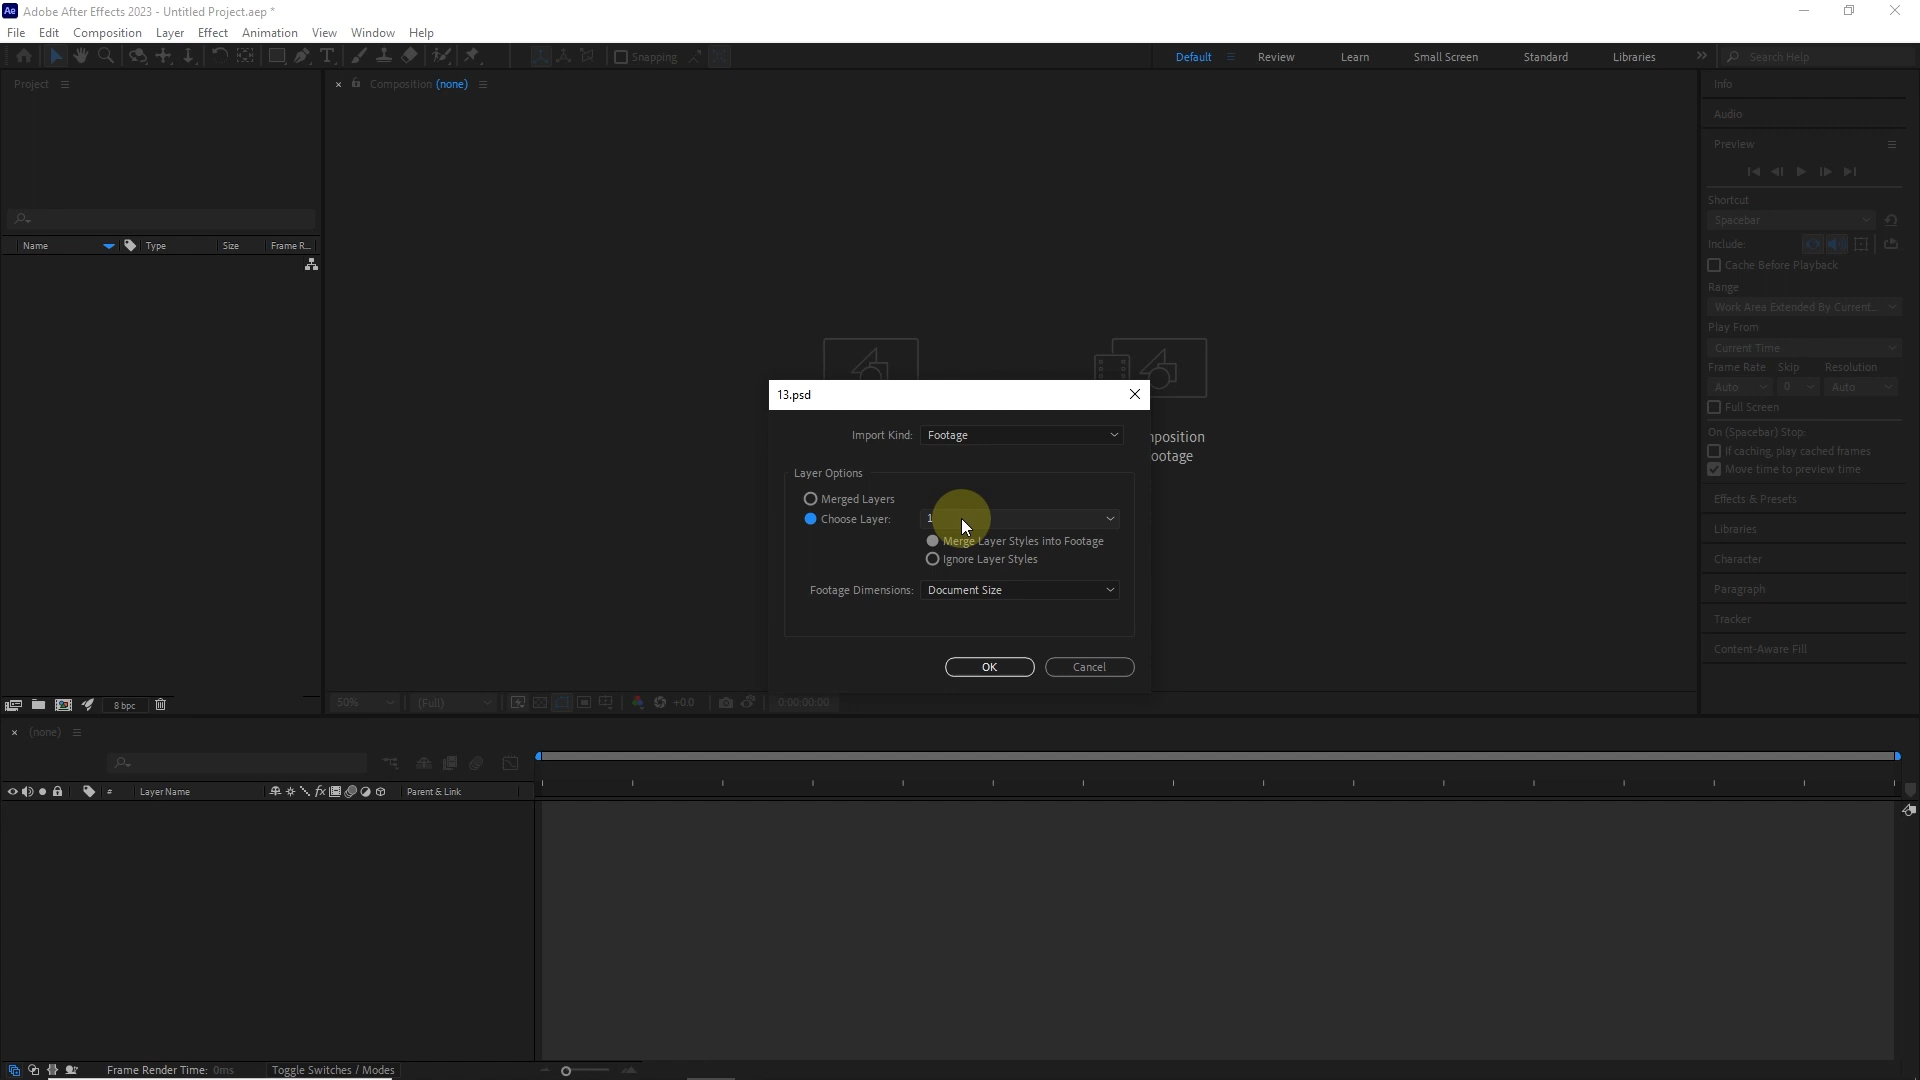 Ae Adobe After Effects 2023 - Untitled Project.aep *
File Edit Composition Layer Effect Animation View Window Help
Snapping Default Review Learn Small Screen Standard Libraries Search Help
Project
Composition (none)
Info
Audio
Preview
Shortcut
Spacebar
Include:
Cache Before Playback
Range
Work Area Extended By Current...
Play From
Current Time
Frame Rate Skip Resolution
Auto 0 Auto
Full Screen
On (Spacebar) Stop:
If caching, play cached frames
Move time to preview time
Effects & Presets
Libraries
Character
Paragraph
Tracker
Content-Aware Fill
Name Type Size Frame R...
mposition
ootage
13.psd
Import Kind: Footage
Layer Options
Merged Layers
Choose Layer: 1
Merge Layer Styles into Footage
Ignore Layer Styles
Footage Dimensions: Document Size
OK Cancel
8 bpc
50% (Full) +0.0 0:00:00:00
(none)
# Layer Name fx Parent & Link
Frame Render Time: 0ms Toggle Switches / Modes